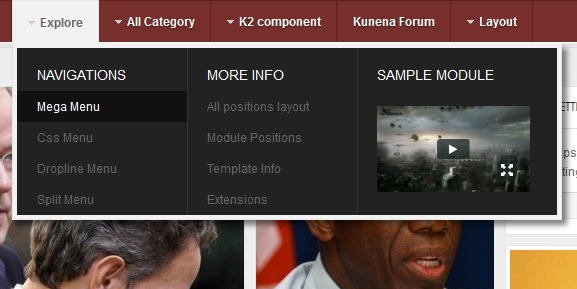 Explore
All Category
K2 component
Kunena Forum
Layout
NAVIGATIONS
Mega Menu
Css Menu
Dropline Menu
Split Menu
MORE INFO
All positions layout
Module Positions
Template Info
Extensions
SAMPLE MODULE